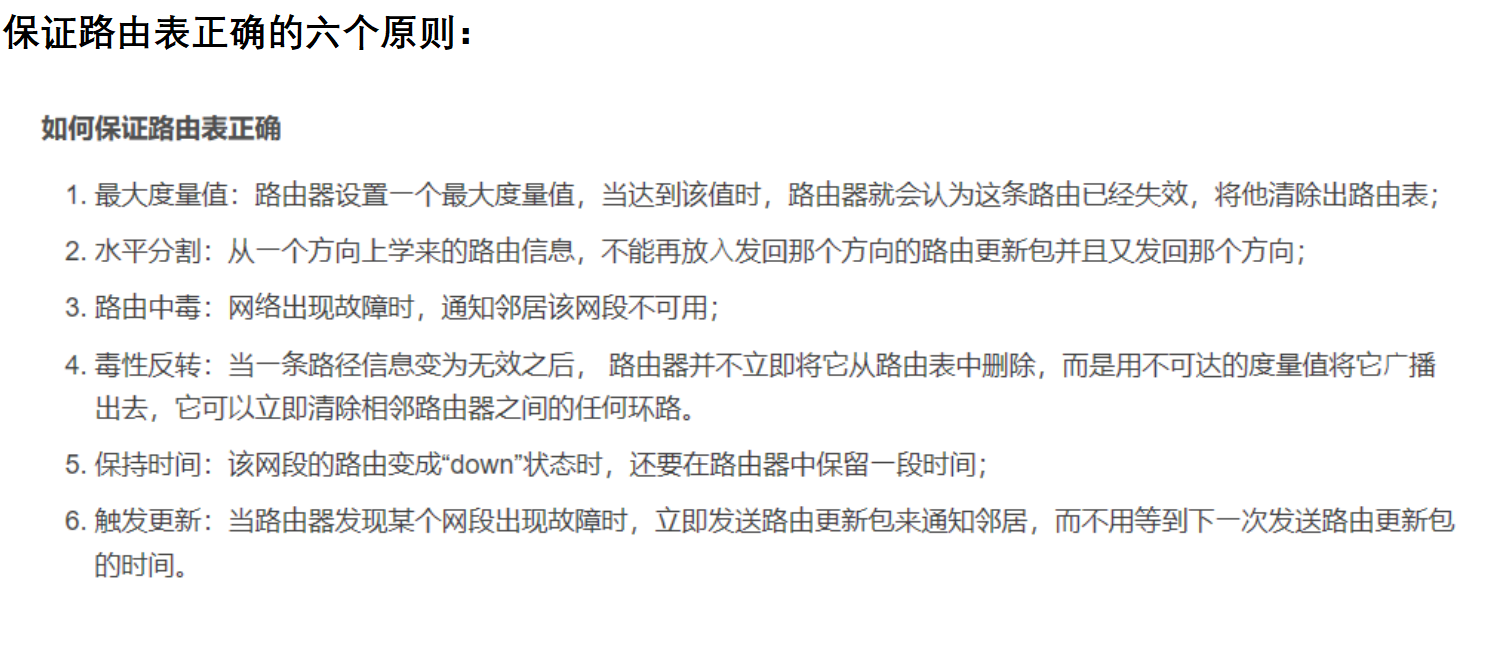 保证路由表正确的六个原则：
如何保证路由表正确
1. 最大度量值：路由器设置一个最大度量值，当达到该值时，路由器就会认为这条路由已经失效，将他清除出路由表；
2. 水平分割：从一个方向上学来的路由信息，不能再放入发回那个方向的路由更新包并且又发回那个方向；
3. 路由中毒：网络出现故障时，通知邻居该网段不可用；
4. 毒性反转：当一条路径信息变为无效之后， 路由器并不立即将它从路由表中删除，而是用不可达的度量值将它广播
出去，它可以立即清除相邻路由器之间的任何环路。
5. 保持时间：该网段的路由变成“down”状态时，还要在路由器中保留一段时间；
6. 触发更新：当路由器发现某个网段出现故障时，立即发送路由更新包来通知邻居，而不用等到下一次发送路由更新包
的时间。